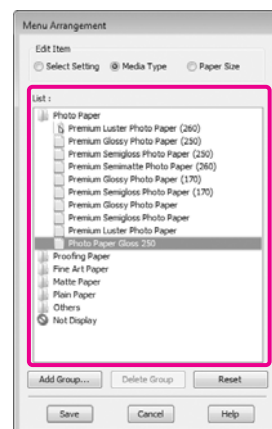 Menu Arrangement
Edit Item
Select Setting Media Type Paper Size
List :
Photo Paper
Premium Luster Photo Paper (260)
Premium Glossy Photo Paper (250)
Premium Semigloss Photo Paper (250)
Premium Semimatte Photo Paper (260)
Premium Glossy Photo Paper (170)
Premium Semigloss Photo Paper (170)
Premium Glossy Photo Paper
Premium Semigloss Photo Paper
Premium Luster Photo Paper
Photo Paper Gloss 250
Proofing Paper
Fine Art Paper
Matte Paper
Plain Paper
Others
Not Display
Add Group... Delete Group Reset
Save Cancel Help